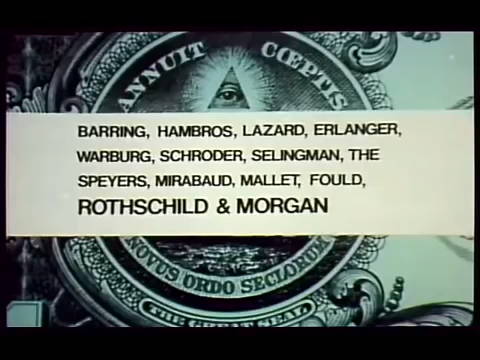 ANNUIT CŒPTIS
BARRING, HAMBROS, LAZARD, ERLANGER,
WARBURG, SCHRODER, SELINGMAN, THE
SPEYERS, MIRABAUD, MALLET, FOULD,
ROTHSCHILD & MORGAN
NOVUS ORDO SECLORUM
THE GREAT SEAL